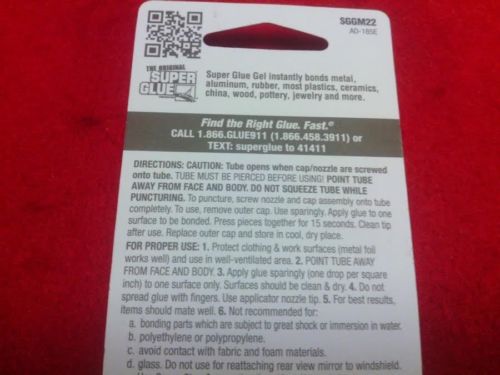 SGGM22
AD-185E
THE ORIGINAL
SUPER
GLUE
Super Glue Gel instantly bonds metal,
aluminum, rubber, most plastics, ceramics,
china, wood, pottery, jewelry and more.
Find the Right Glue. Fast.®
CALL 1.866.GLUE911 (1.866.458.3911) or
TEXT: superglue to 41411
DIRECTIONS: CAUTION: Tube opens when cap/nozzle are screwed
onto tube. TUBE MUST BE PIERCED BEFORE USING! POINT TUBE
AWAY FROM FACE AND BODY. DO NOT SQUEEZE TUBE WHILE
PUNCTURING. To puncture, screw nozzle and cap assembly onto tube
completely. To use, remove outer cap. Use sparingly. Apply glue to one
surface to be bonded. Press pieces together for 15 seconds. Clean tip
after use. Replace outer cap and store in cool, dry place.
FOR PROPER USE: 1. Protect clothing & work surfaces (metal foil
works well) and use in well-ventilated area. 2. POINT TUBE AWAY
FROM FACE AND BODY. 3. Apply glue sparingly (one drop per square
inch) to one surface only. Surfaces should be clean & dry. 4. Do not
spread glue with fingers. Use applicator nozzle tip. 5. For best results,
items should mate well. 6. Not recommended for:
a. bonding parts which are subject to great shock or immersion in water.
b. polyethylene or polypropylene.
c. avoid contact with fabric and foam materials.
d. glass. Do not use for reattaching rear view mirror to windshield.